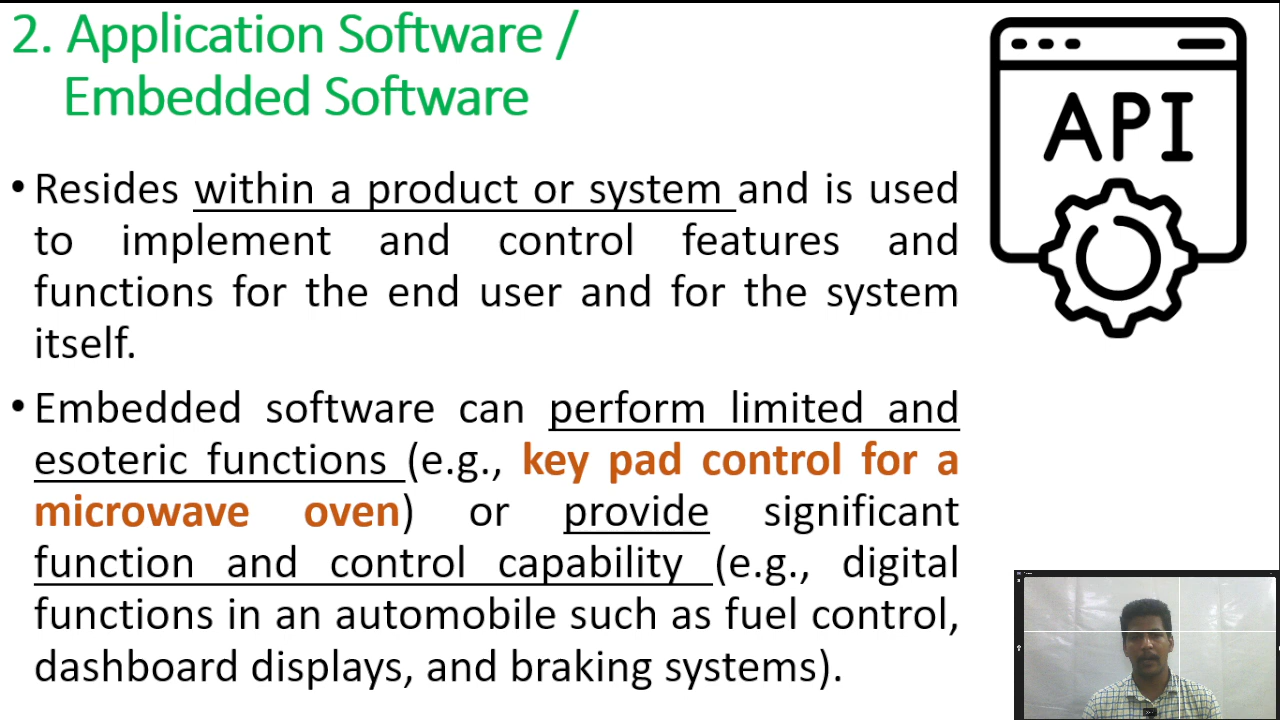 2. Application Software /
Embedded Software
API
• Resides within a product or system and is used
to implement and control features and
functions for the end user and for the system
itself.
• Embedded software can perform limited and
esoteric functions (e.g., key pad control for a
microwave oven) or provide significant
function and control capability (e.g., digital
functions in an automobile such as fuel control,
dashboard displays, and braking systems).